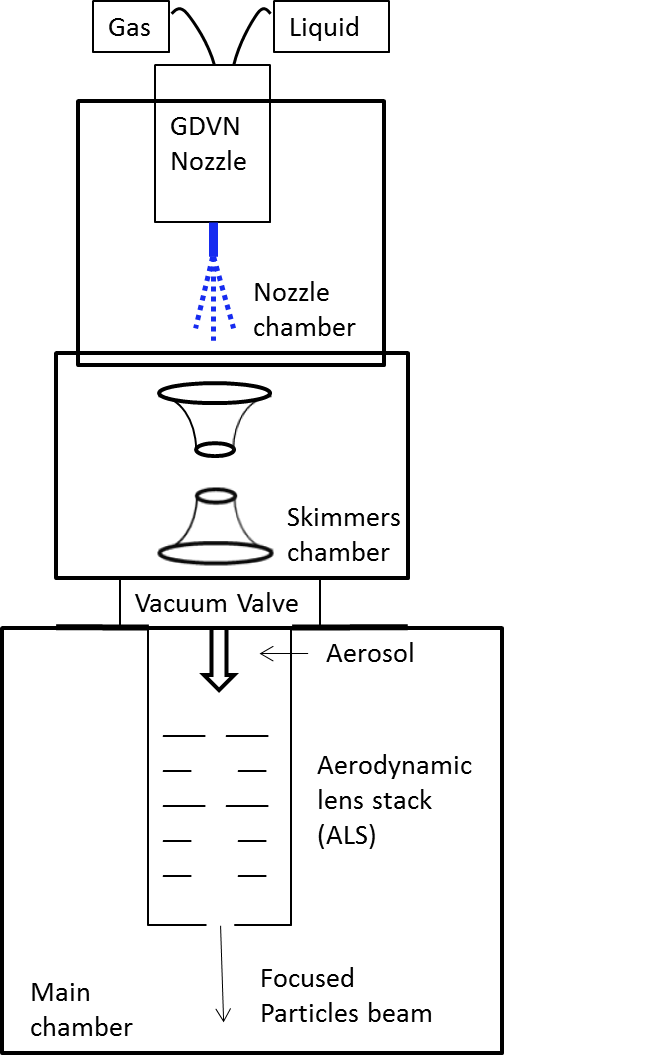 Gas
Liquid
GDVN
Nozzle
Nozzle
chamber
Skimmers
chamber
Vacuum Valve
Aerosol
Aerodynamic
lens stack
(ALS)
Focused
Particles beam
Main
chamber